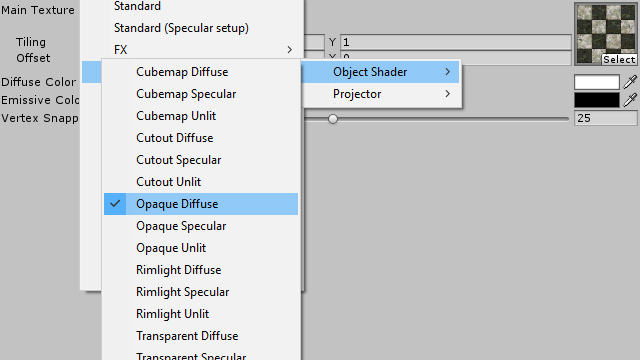 Main Texture
Standard
Standard (Specular setup)
FX
Tiling
Y 1
Offset
Select
Object Shader
Projector
Diffuse Color
Emissive Colo
Vertex Snapp
25
Cubemap Diffuse
Cubemap Specular
Cubemap Unlit
Cutout Diffuse
Cutout Specular
Cutout Unlit
Opaque Diffuse
Opaque Specular
Opaque Unlit
Rimlight Diffuse
Rimlight Specular
Rimlight Unlit
Transparent Diffuse
Transparent Specular